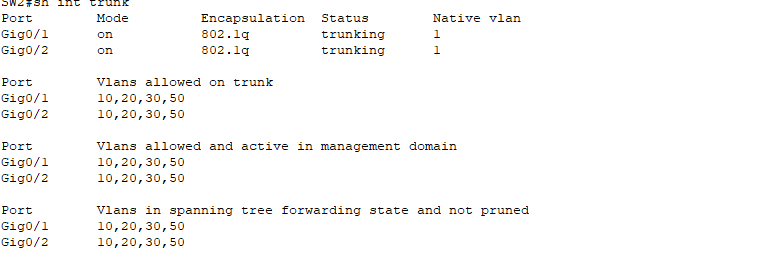 SW2#sh int trunk
Port        Mode         Encapsulation  Status        Native vlan
Gig0/1      on           802.1q         trunking      1
Gig0/2      on           802.1q         trunking      1
Port        Vlans allowed on trunk
Gig0/1      10,20,30,50
Gig0/2      10,20,30,50
Port        Vlans allowed and active in management domain
Gig0/1      10,20,30,50
Gig0/2      10,20,30,50
Port        Vlans in spanning tree forwarding state and not pruned
Gig0/1      10,20,30,50
Gig0/2      10,20,30,50